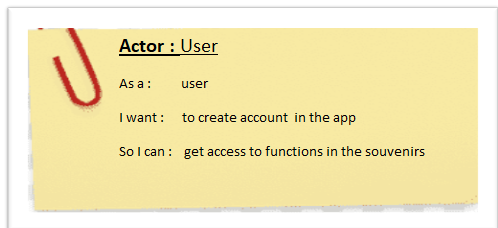 Actor : User
As a : user
I want : to create account in the app
So I can : get access to functions in the souvenirs